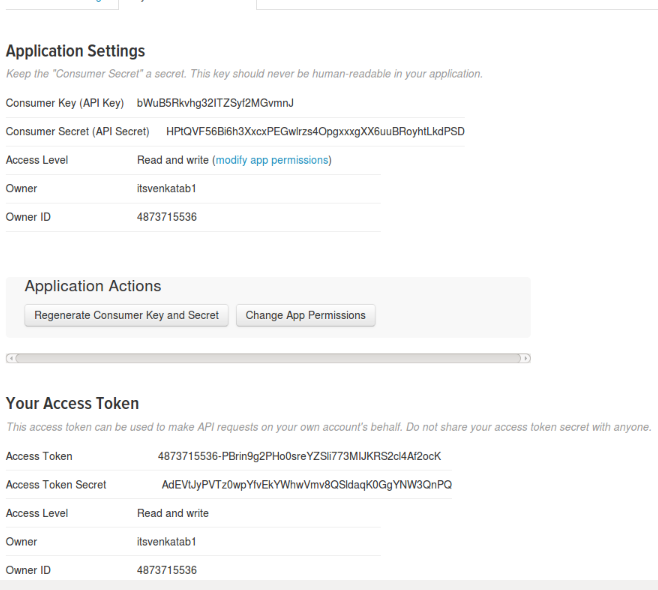 Application Settings
Keep the "Consumer Secret" a secret. This key should never be human-readable in your application.
Consumer Key (API Key) bWuB5Rkvhg32ITZSyf2MGvmnJ
Consumer Secret (API Secret) HPtQVF56Bi6h3XxcxPEGwlrzs4OpgxxxgXX6uuBRoyhtLkdPSD
Access Level Read and write (modify app permissions)
Owner itsvenkatab1
Owner ID 4873715536
Application Actions
Regenerate Consumer Key and Secret Change App Permissions
Your Access Token
This access token can be used to make API requests on your own account's behalf. Do not share your access token secret with anyone.
Access Token 4873715536-PBrin9g2PHo0sreYZSli773MIJKRS2cl4Af2ocK
Access Token Secret AdEVtJyPVTz0wpYfvEkYWhwVmv8QSldaqK0GgYNW3QnPQ
Access Level Read and write
Owner itsvenkatab1
Owner ID 4873715536